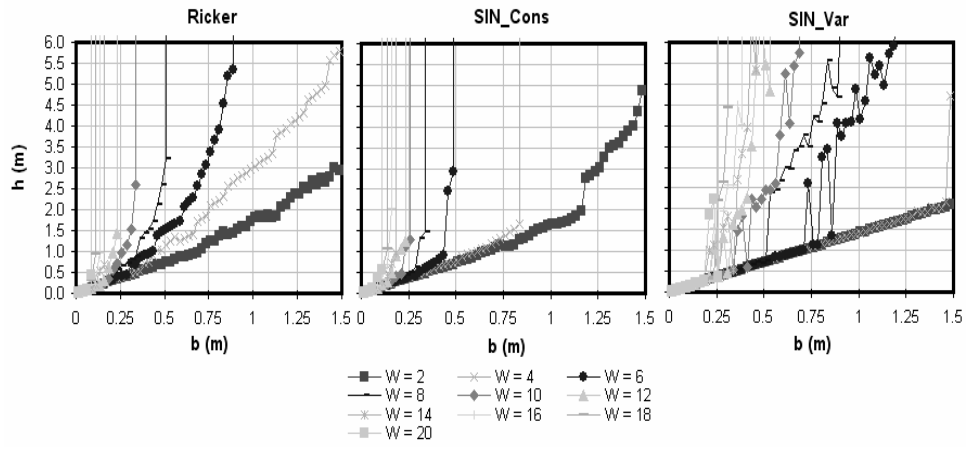 Ricker SIN_Cons SIN_Var
6.0
5.5
5.0
4.5
4.0
3.5
3.0
2.5
2.0
1.5
1.0
0.5
0.0
h (m)
0 0.25 0.5 0.75 1 1.25 1.5 0 0.25 0.5 0.75 1 1.25 1.5 0 0.25 0.5 0.75 1 1.25 1.5
b (m) b (m) b (m)
W = 2 W = 4 W = 6
W = 8 W = 10 W = 12
W = 14 W = 16 W = 18
W = 20